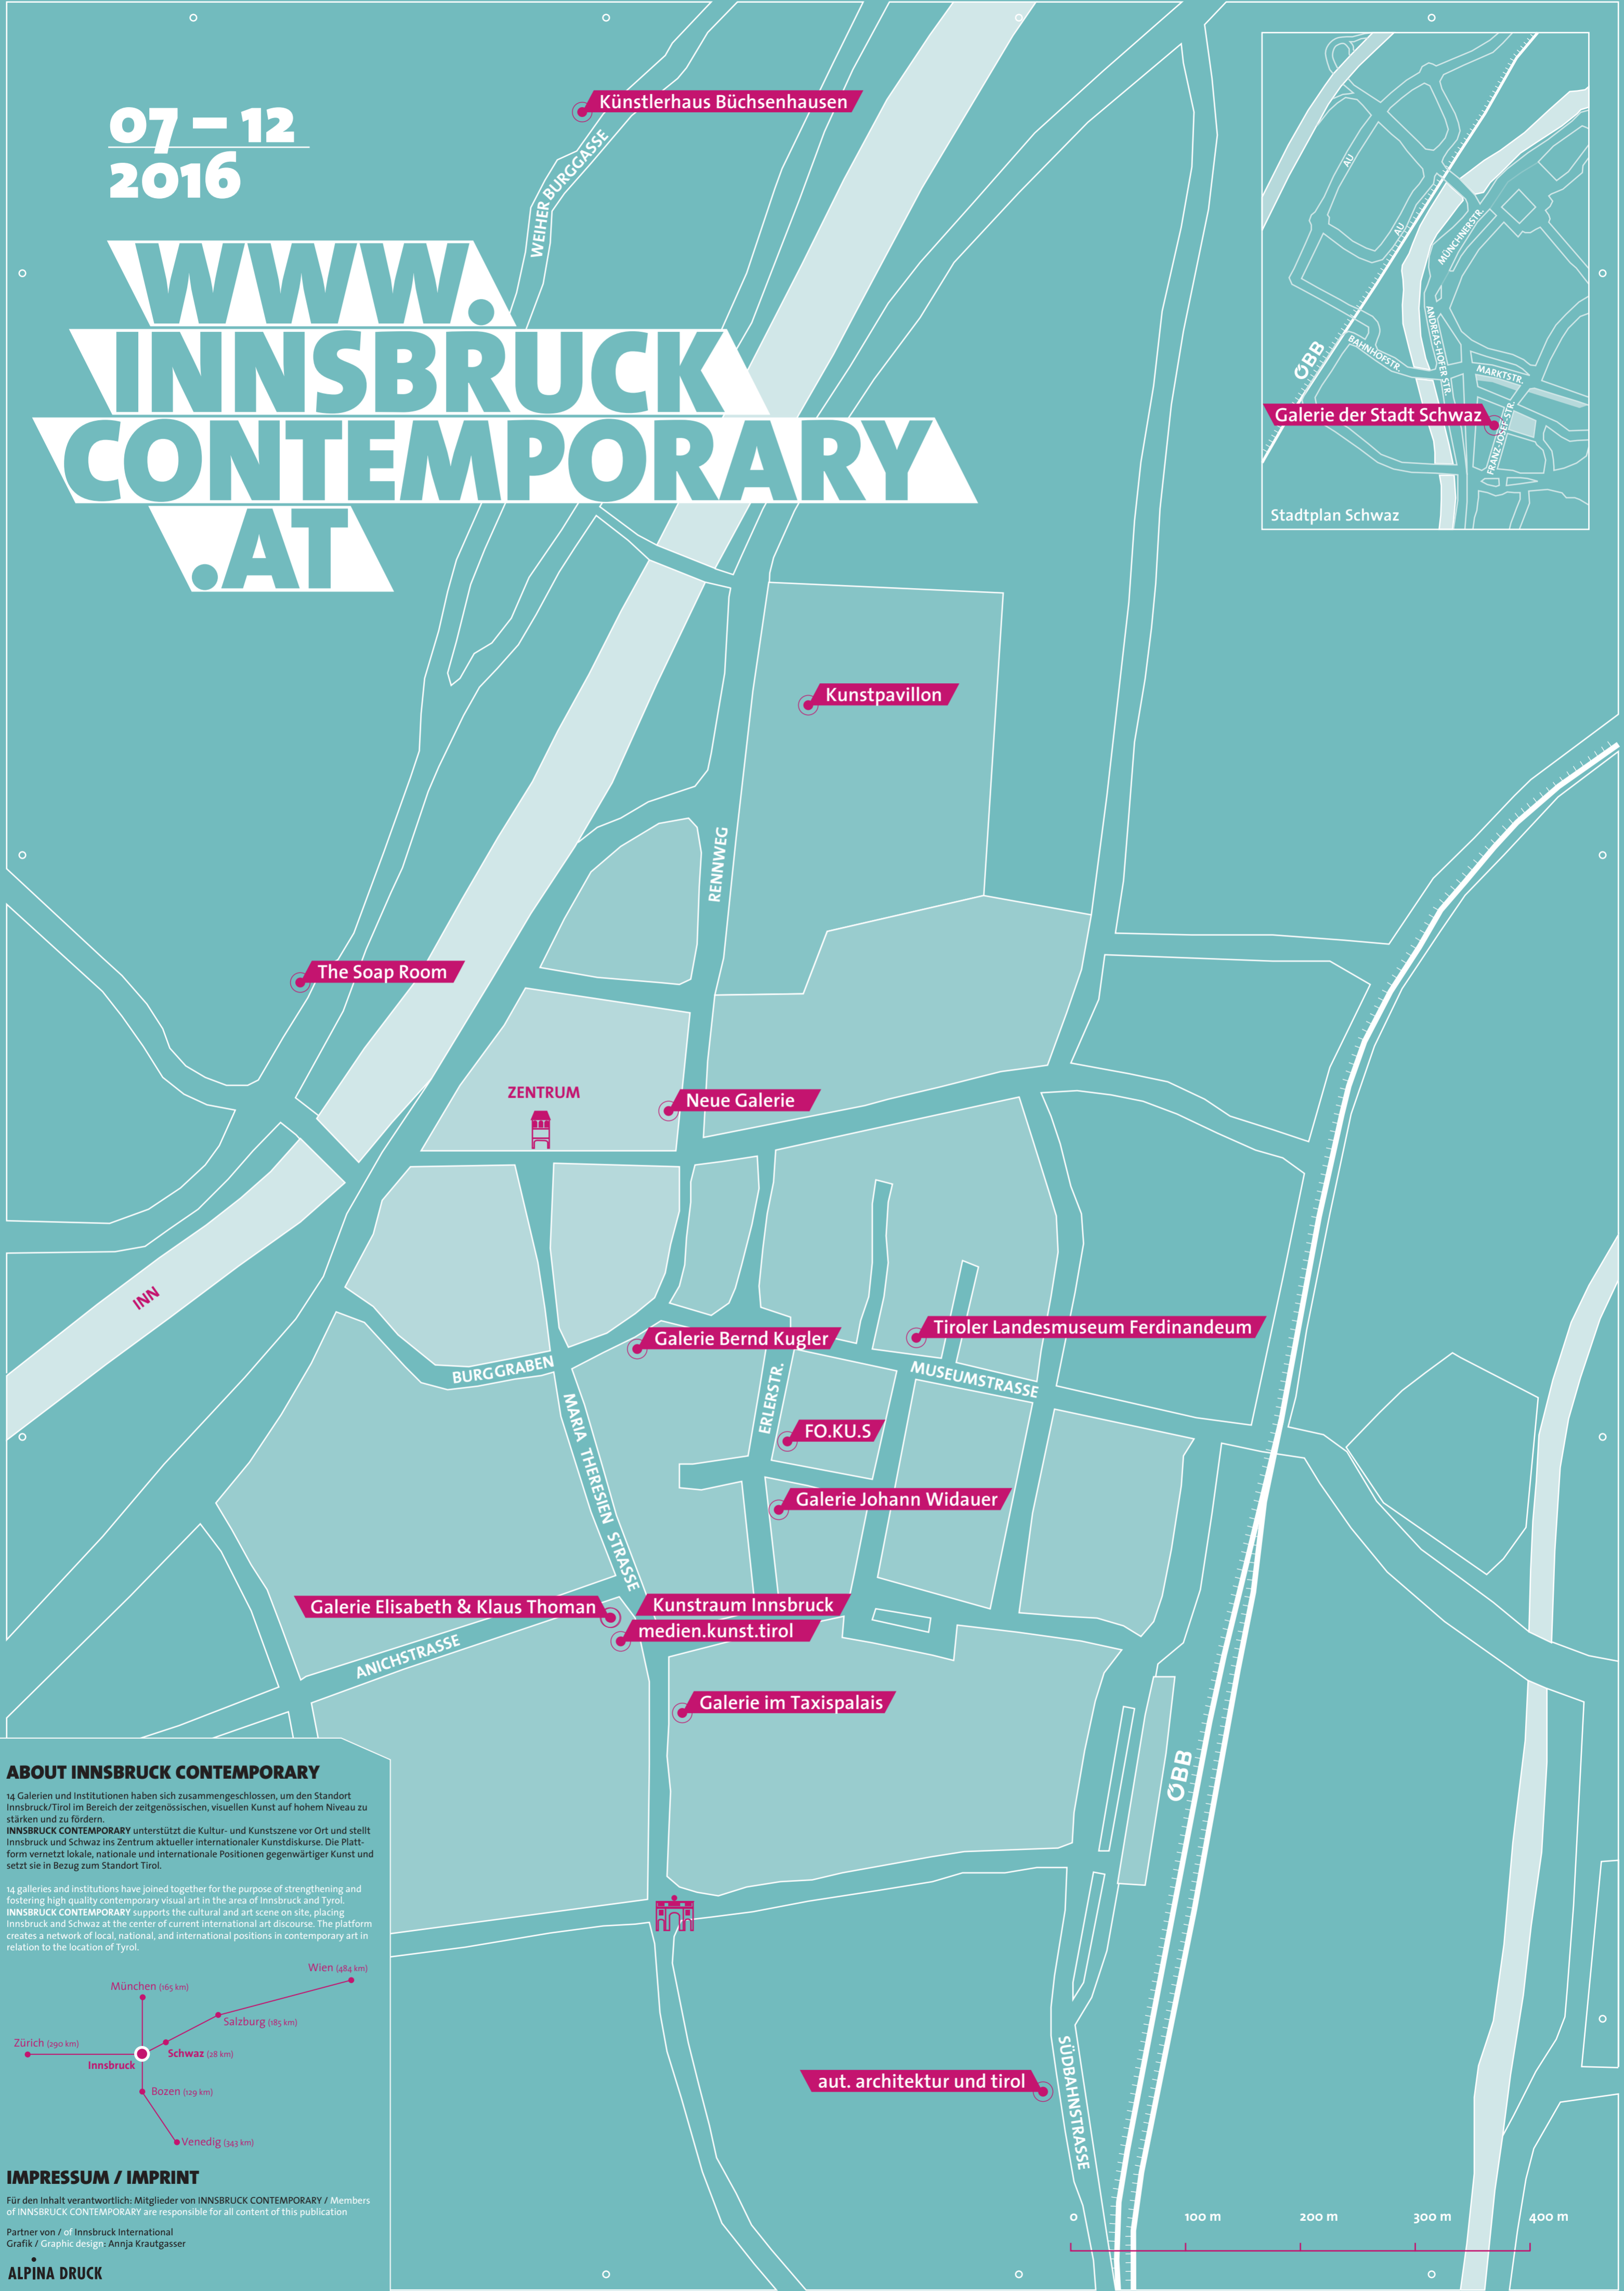 07 – 12
2016
WWW.
INNSBRUCK
CONTEMPORARY
.AT
Künstlerhaus Büchsenhausen
WEIHER BURGGASSE
AU
AU
MÜNCHNERSTR.
ANDREAS-HOFER STR.
BAHNHOFSTR.
ÖBB
MARKTSTR.
Galerie der Stadt Schwaz
FRANZ-JOSEF-STR.
Stadtplan Schwaz
Kunstpavillon
RENNWEG
The Soap Room
ZENTRUM
Neue Galerie
INN
Galerie Bernd Kugler
Tiroler Landesmuseum Ferdinandeum
BURGGRABEN
MUSEUMSTRASSE
ERLERSTR.
MARIA THERESIEN STRASSE
FO.KU.S
Galerie Johann Widauer
Galerie Elisabeth & Klaus Thoman
Kunstraum Innsbruck
medien.kunst.tirol
ANICHSTRASSE
Galerie im Taxispalais
ÖBB
aut. architektur und tirol
SÜDBAHNSTRASSE
0 100 m 200 m 300 m 400 m
ABOUT INNSBRUCK CONTEMPORARY
14 Galerien und Institutionen haben sich zusammengeschlossen, um den Standort
Innsbruck/Tirol im Bereich der zeitgenössischen, visuellen Kunst auf hohem Niveau zu
stärken und zu fördern.
INNSBRUCK CONTEMPORARY unterstützt die Kultur- und Kunstszene vor Ort und stellt
Innsbruck und Schwaz ins Zentrum aktueller internationaler Kunstdiskurse. Die Platt-
form vernetzt lokale, nationale und internationale Positionen gegenwärtiger Kunst und
setzt sie in Bezug zum Standort Tirol.
14 galleries and institutions have joined together for the purpose of strengthening and
fostering high quality contemporary visual art in the area of Innsbruck and Tyrol.
INNSBRUCK CONTEMPORARY supports the cultural and art scene on site, placing
Innsbruck and Schwaz at the center of current international art discourse. The platform
creates a network of local, national, and international positions in contemporary art in
relation to the location of Tyrol.
Wien (484 km)
München (165 km)
Salzburg (185 km)
Zürich (290 km)
Schwaz (28 km)
Innsbruck
Bozen (129 km)
Venedig (343 km)
IMPRESSUM / IMPRINT
Für den Inhalt verantwortlich: Mitglieder von INNSBRUCK CONTEMPORARY / Members
of INNSBRUCK CONTEMPORARY are responsible for all content of this publication
Partner von / of Innsbruck International
Grafik / Graphic design: Annja Krautgasser
ALPINA DRUCK